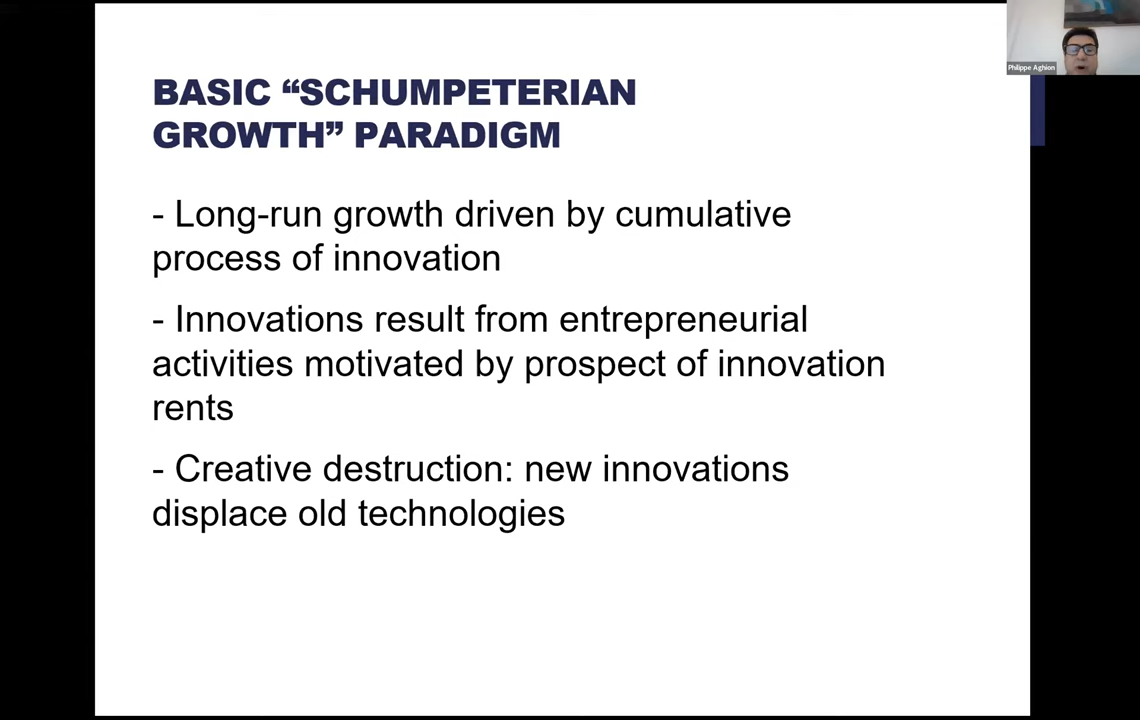 Philippe Aghion
BASIC “SCHUMPETERIAN
GROWTH” PARADIGM
- Long-run growth driven by cumulative
process of innovation
- Innovations result from entrepreneurial
activities motivated by prospect of innovation
rents
- Creative destruction: new innovations
displace old technologies